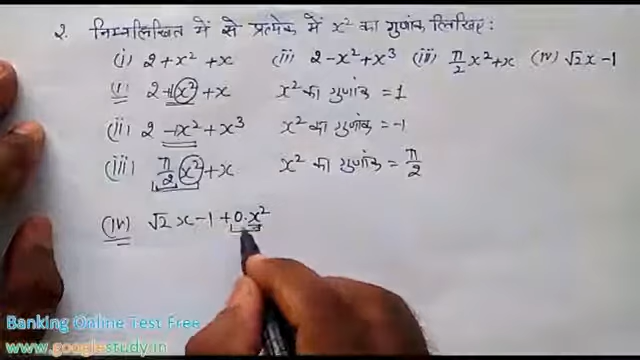 2. निम्नलिखित में से प्रत्येक में x² का गुणांक लिखिए:
(i) 2 + x² + x (ii) 2 - x² + x³ (iii) π/2 x² + x (iv) √2 x - 1
(i) 2 + 1x² + x x² का गुणांक = 1
(ii) 2 - 1x² + x³ x² का गुणांक = -1
(iii) π/2 x² + x x² का गुणांक = π/2
(iv) √2 x - 1 + 0·x²
Banking Online Test Free
www.googlestudy.in